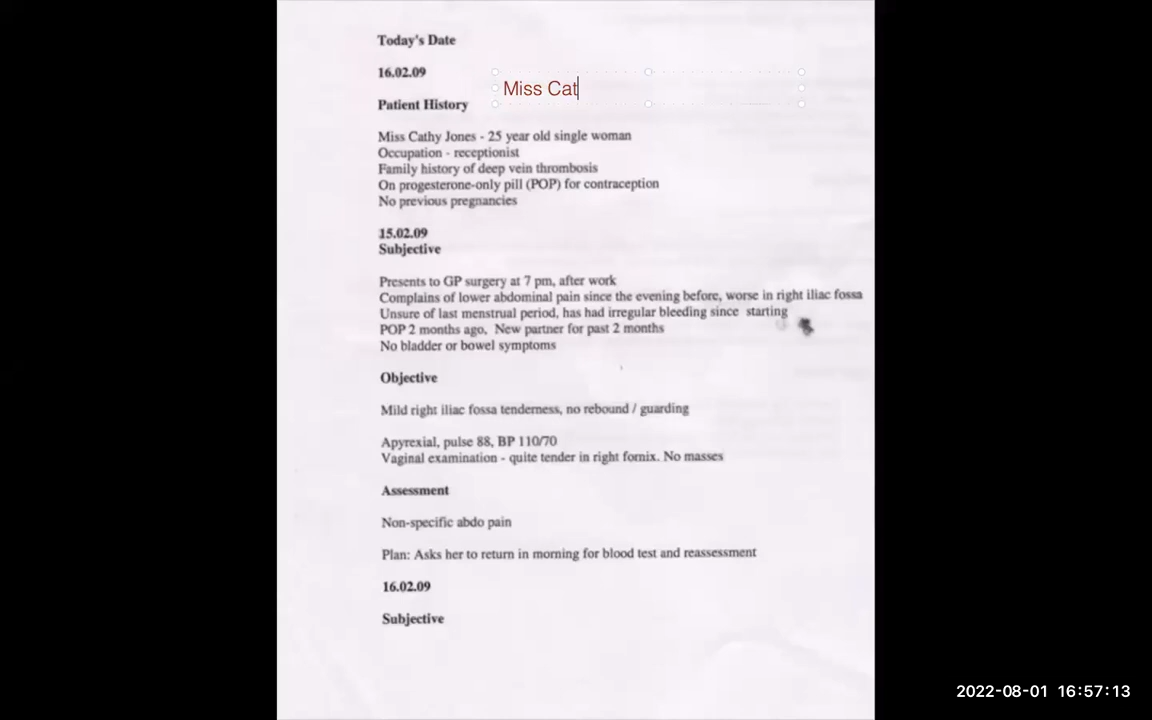 Today's Date
16.02.09
Miss Cat
Patient History
Miss Cathy Jones - 25 year old single woman
Occupation - receptionist
Family history of deep vein thrombosis
On progesterone-only pill (POP) for contraception
No previous pregnancies
15.02.09
Subjective
Presents to GP surgery at 7 pm, after work
Complains of lower abdominal pain since the evening before, worse in right iliac fossa
Unsure of last menstrual period, has had irregular bleeding since starting
POP 2 months ago. New partner for past 2 months
No bladder or bowel symptoms
Objective
Mild right iliac fossa tenderness, no rebound / guarding
Apyrexial, pulse 88, BP 110/70
Vaginal examination - quite tender in right fornix. No masses
Assessment
Non-specific abdo pain
Plan: Asks her to return in morning for blood test and reassessment
16.02.09
Subjective
2022-08-01 16:57:13